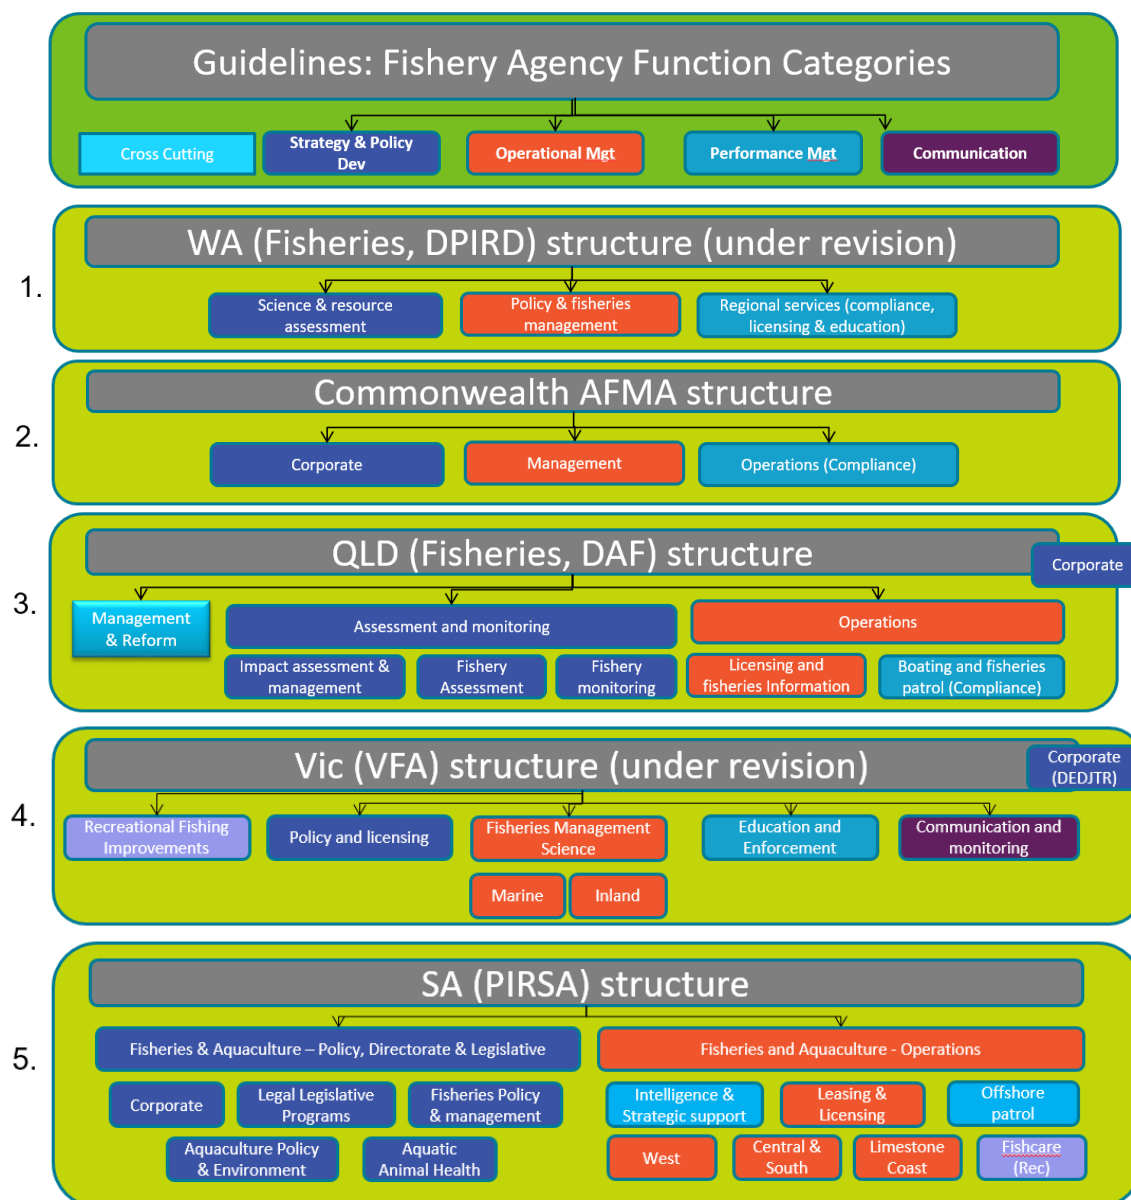 Guidelines: Fishery Agency Function Categories
Cross Cutting
Strategy & Policy
Dev
Operational Mgt
Performance Mgt
Communication
1.
WA (Fisheries, DPIRD) structure (under revision)
Science & resource
assessment
Policy & fisheries
management
Regional services (compliance,
licensing & education)
2.
Commonwealth AFMA structure
Corporate
Management
Operations (Compliance)
3.
QLD (Fisheries, DAF) structure
Corporate
Management
& Reform
Assessment and monitoring
Operations
Impact assessment &
management
Fishery
Assessment
Fishery
monitoring
Licensing and
fisheries Information
Boating and fisheries
patrol (Compliance)
4.
Vic (VFA) structure (under revision)
Corporate
(DEDJTR)
Recreational Fishing
Improvements
Policy and licensing
Fisheries Management
Science
Education and
Enforcement
Communication and
monitoring
Marine
Inland
5.
SA (PIRSA) structure
Fisheries & Aquaculture – Policy, Directorate & Legislative
Fisheries and Aquaculture - Operations
Corporate
Legal Legislative
Programs
Fisheries Policy
& management
Intelligence &
Strategic support
Leasing &
Licensing
Offshore
patrol
Aquaculture Policy
& Environment
Aquatic
Animal Health
West
Central &
South
Limestone
Coast
Fishcare
(Rec)